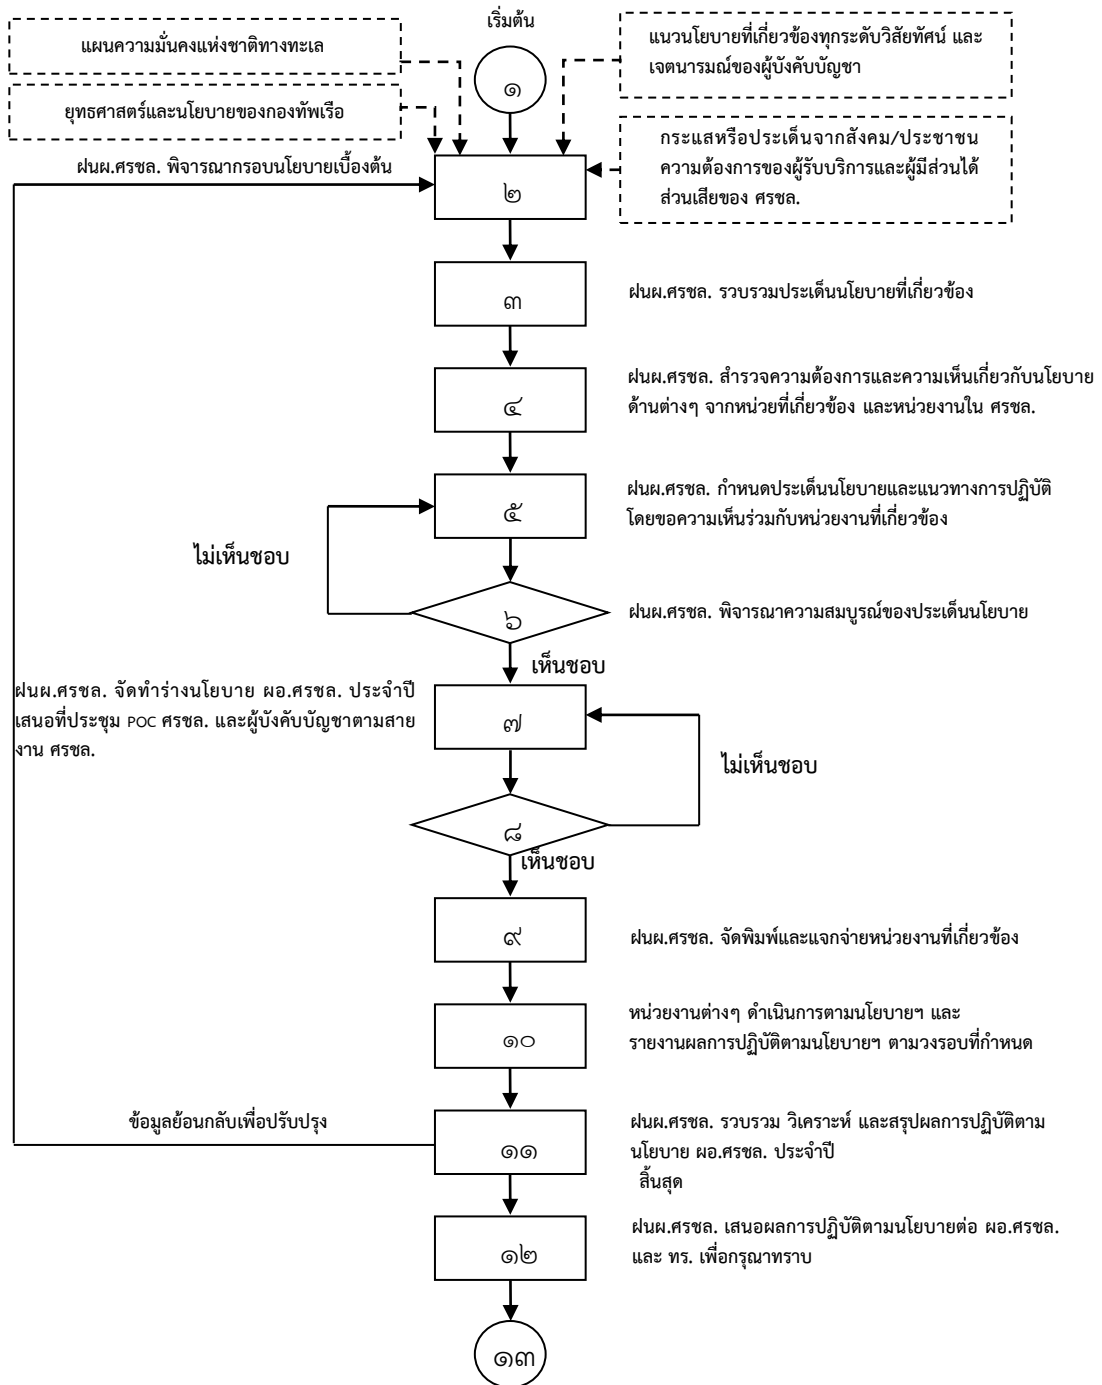 เริ่มต้น
แผนความมั่นคงแห่งชาติทางทะเล
แนวนโยบายที่เกี่ยวข้องทุกระดับวิสัยทัศน์ และ
เจตนารมณ์ของผู้บังคับบัญชา
๑
ยุทธศาสตร์และนโยบายของกองทัพเรือ
กระแสหรือประเด็นจากสังคม/ประชาชน
ความต้องการของผู้รับบริการและผู้มีส่วนได้
ส่วนเสียของ ศรชล.
ฝนผ.ศรชล. พิจารณากรอบนโยบายเบื้องต้น
๒
๓
ฝนผ.ศรชล. รวบรวมประเด็นนโยบายที่เกี่ยวข้อง
๔
ฝนผ.ศรชล. สำรวจความต้องการและความเห็นเกี่ยวกับนโยบาย
ด้านต่างๆ จากหน่วยที่เกี่ยวข้อง และหน่วยงานใน ศรชล.
๕
ฝนผ.ศรชล. กำหนดประเด็นนโยบายและแนวทางการปฏิบัติ
โดยขอความเห็นร่วมกับหน่วยงานที่เกี่ยวข้อง
ไม่เห็นชอบ
๖
ฝนผ.ศรชล. พิจารณาความสมบูรณ์ของประเด็นนโยบาย
เห็นชอบ
ฝนผ.ศรชล. จัดทำร่างนโยบาย ผอ.ศรชล. ประจำปี
เสนอที่ประชุม POC ศรชล. และผู้บังคับบัญชาตามสาย
งาน ศรชล.
๗
ไม่เห็นชอบ
๘
เห็นชอบ
๙
ฝนผ.ศรชล. จัดพิมพ์และแจกจ่ายหน่วยงานที่เกี่ยวข้อง
๑๐
หน่วยงานต่างๆ ดำเนินการตามนโยบายฯ และ
รายงานผลการปฏิบัติตามนโยบายฯ ตามวงรอบที่กำหนด
ข้อมูลย้อนกลับเพื่อปรับปรุง
๑๑
ฝนผ.ศรชล. รวบรวม วิเคราะห์ และสรุปผลการปฏิบัติตาม
นโยบาย ผอ.ศรชล. ประจำปี
สิ้นสุด
๑๒
ฝนผ.ศรชล. เสนอผลการปฏิบัติตามนโยบายต่อ ผอ.ศรชล.
และ ทร. เพื่อกรุณาทราบ
๑๓